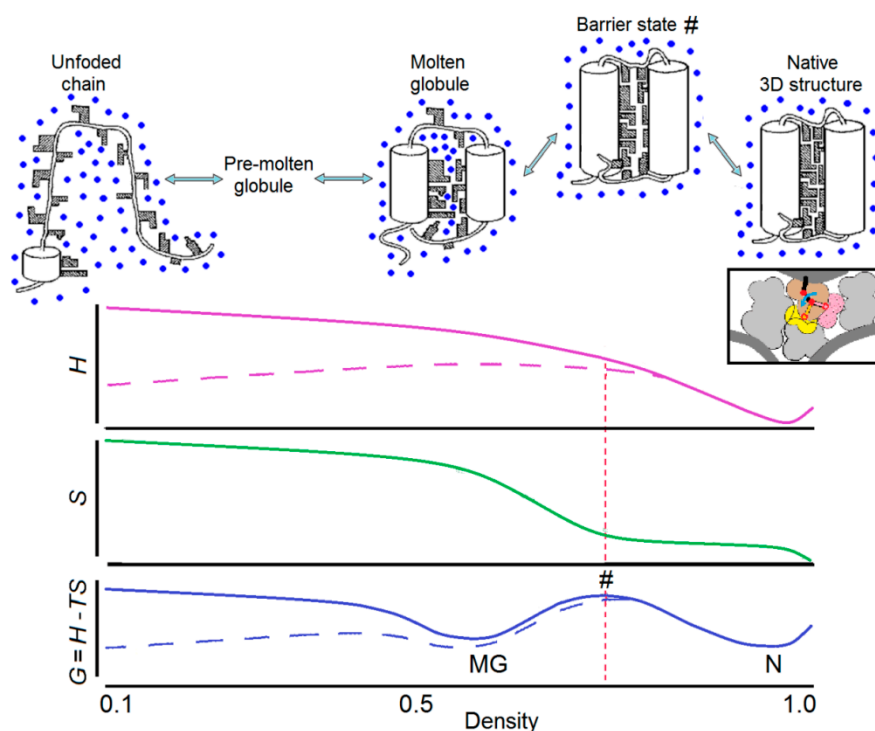 Unfoded
chain
Pre-molten
globule
Molten
globule
Barrier state #
Native
3D structure
H
S
G = H - TS
#
MG
N
0.1
0.5
1.0
Density